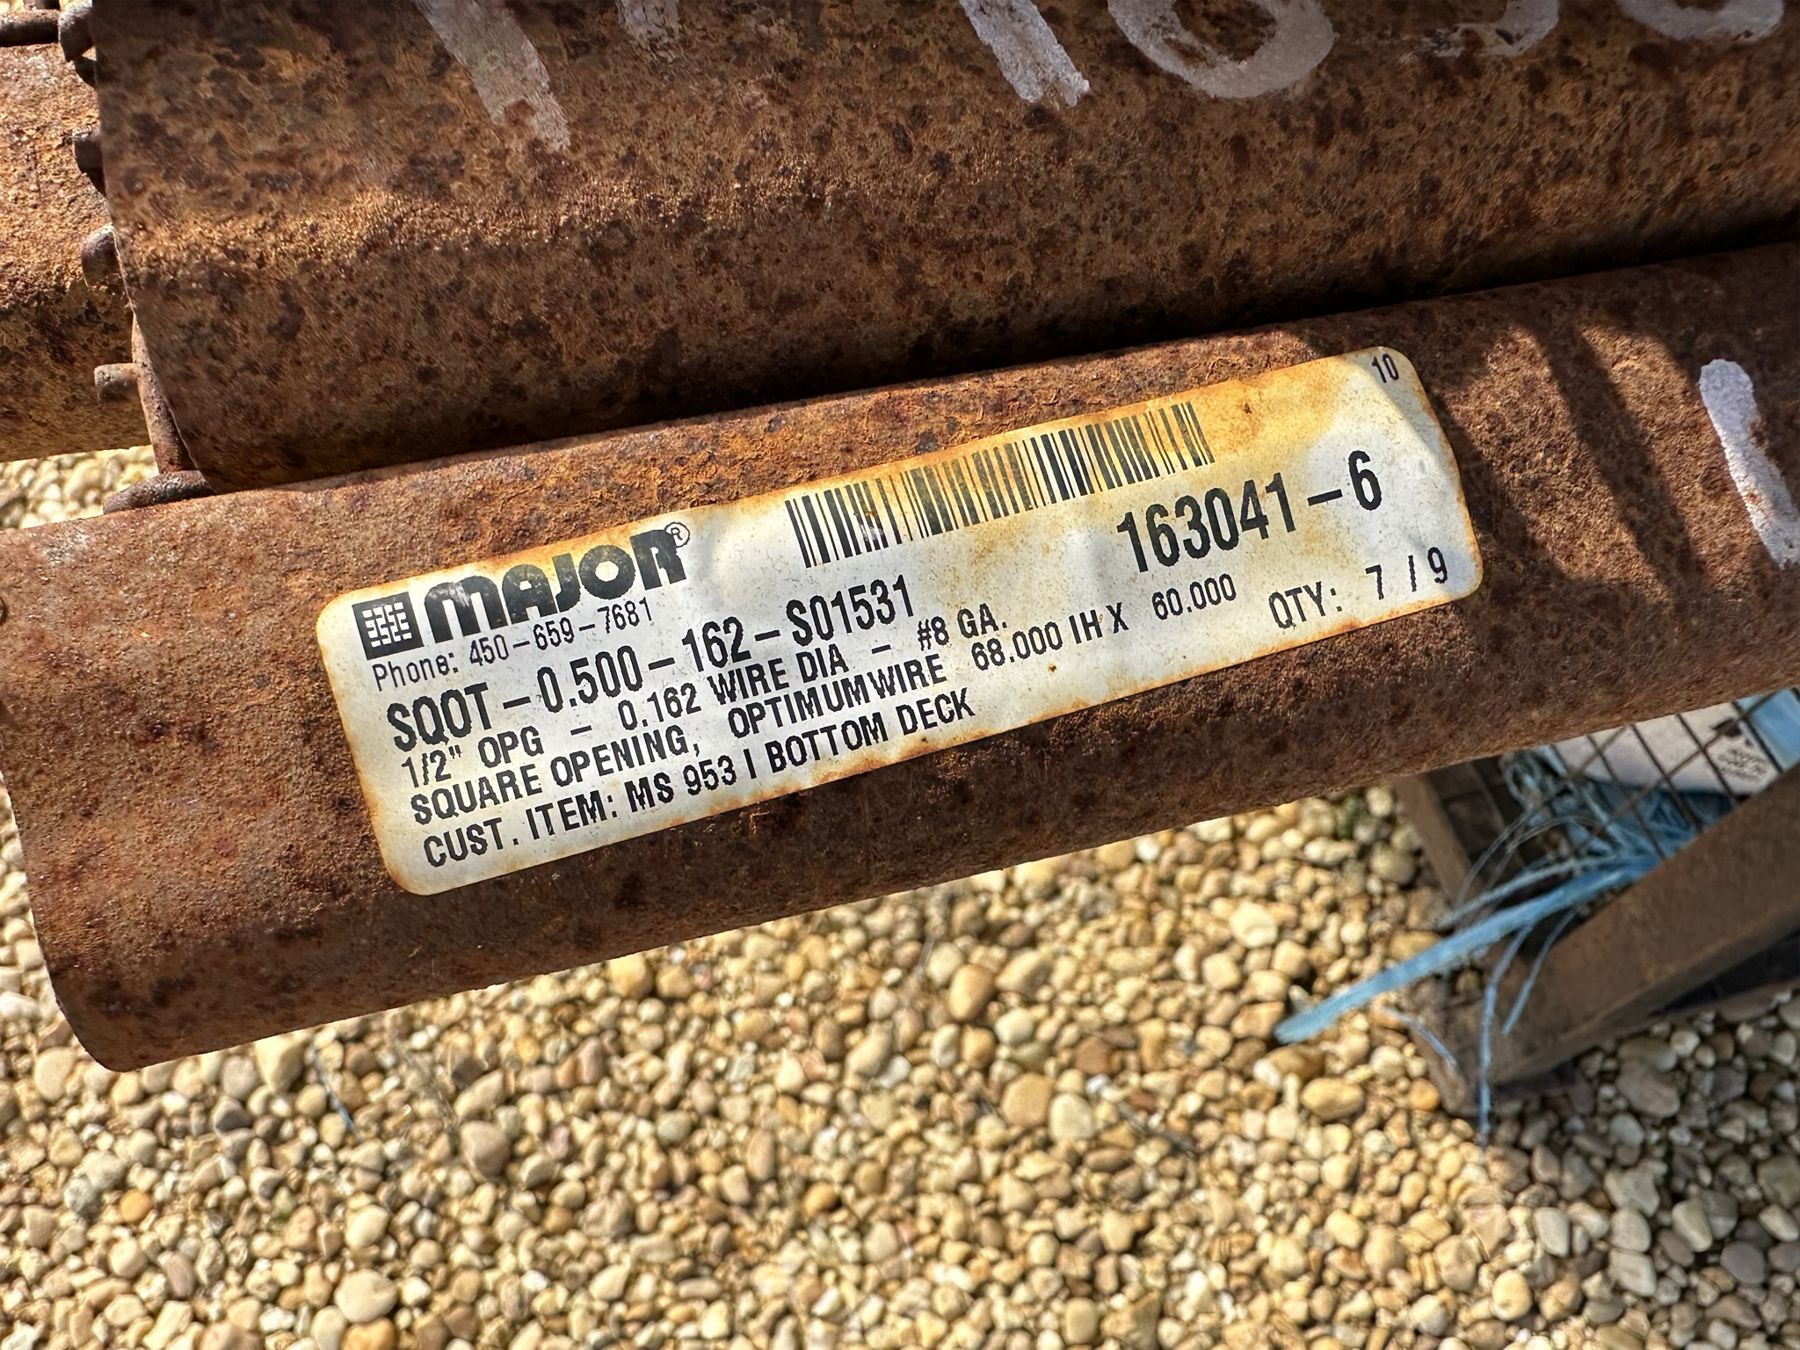 10
MAJOR®
163041-6
Phone: 450-659-7681
SQOT-0.500-162-S01531
1/2" OPG - 0.162 WIRE DIA - #8 GA.
SQUARE OPENING, OPTIMUMWIRE 68.000 IH X 60.000 QTY: 7 / 9
CUST. ITEM: MS 953 I BOTTOM DECK